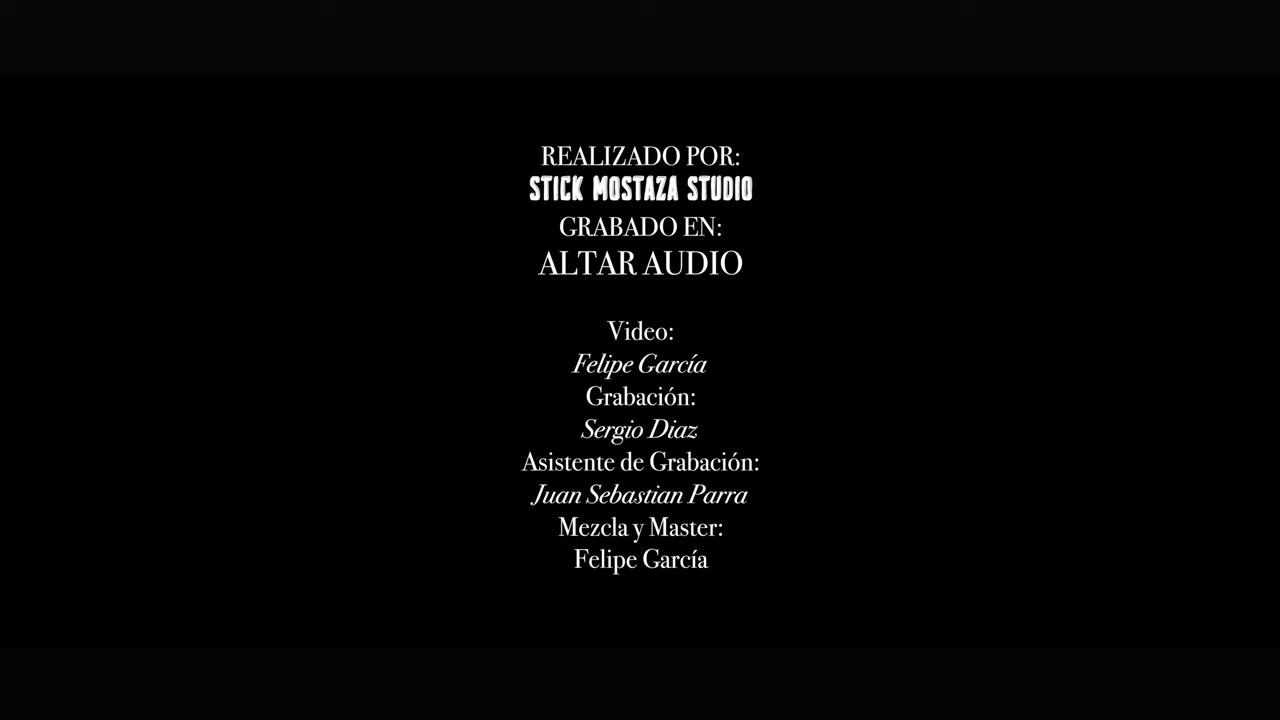 REALIZADO POR:
STICK MOSTAZA STUDIO
GRABADO EN:
ALTAR AUDIO
Video:
Felipe García
Grabación:
Sergio Diaz
Asistente de Grabación:
Juan Sebastian Parra
Mezcla y Master:
Felipe García